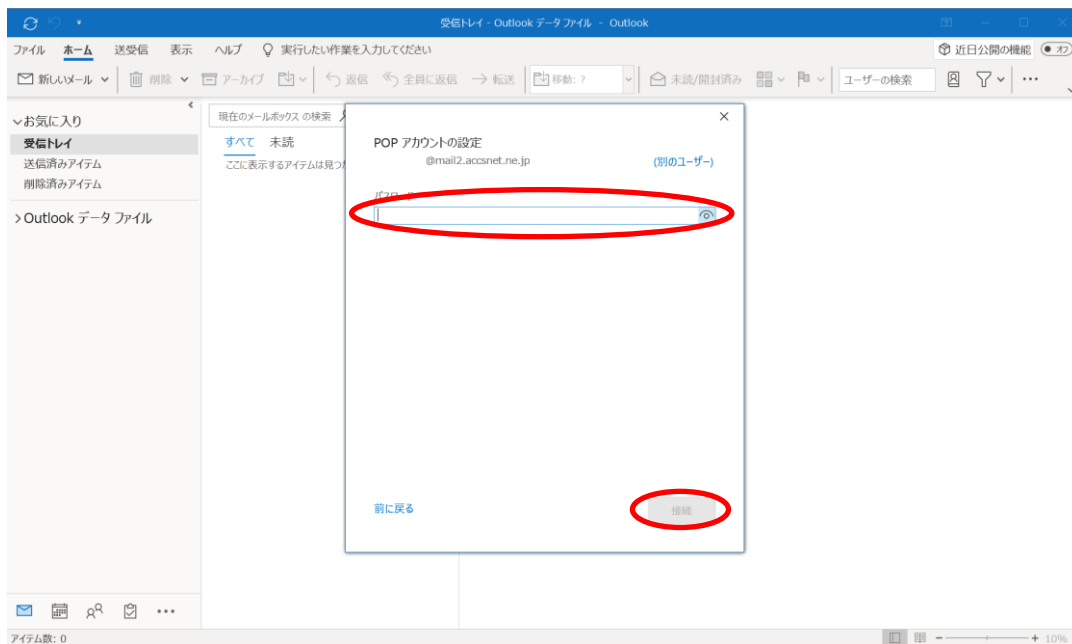 受信トレイ - Outlook データ ファイル - Outlook
ファイル ホーム 送受信 表示 ヘルプ 実行したい作業を入力してください 近日公開の機能 オフ
新しいメール 削除 アーカイブ 返信 全員に返信 転送 移動: ? 未読/開封済み ユーザーの検索 ...
お気に入り
受信トレイ
送信済みアイテム
削除済みアイテム
Outlook データ ファイル
現在のメールボックス の検索
すべて 未読
ここに表示するアイテムは見つか
POP アカウントの設定
@mail2.accsnet.ne.jp (別のユーザー)
パスワード
前に戻る 接続
アイテム数: 0 10%